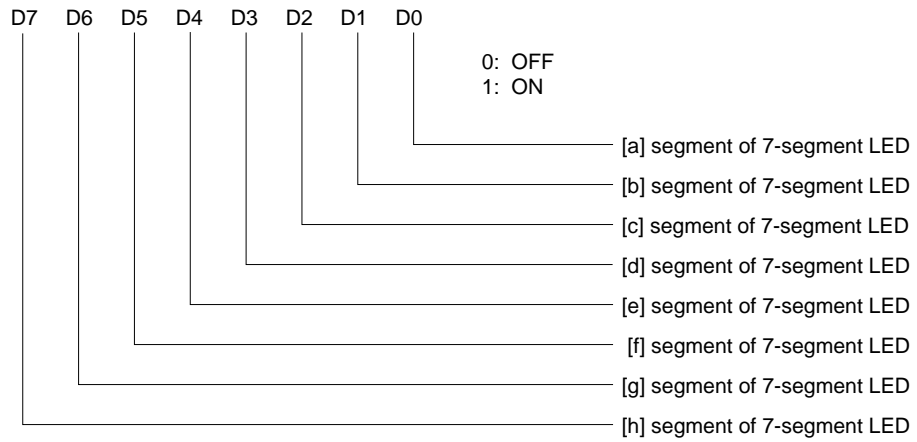 D7 D6 D5 D4 D3 D2 D1 D0
0: OFF
1: ON
[a] segment of 7-segment LED
[b] segment of 7-segment LED
[c] segment of 7-segment LED
[d] segment of 7-segment LED
[e] segment of 7-segment LED
[f] segment of 7-segment LED
[g] segment of 7-segment LED
[h] segment of 7-segment LED